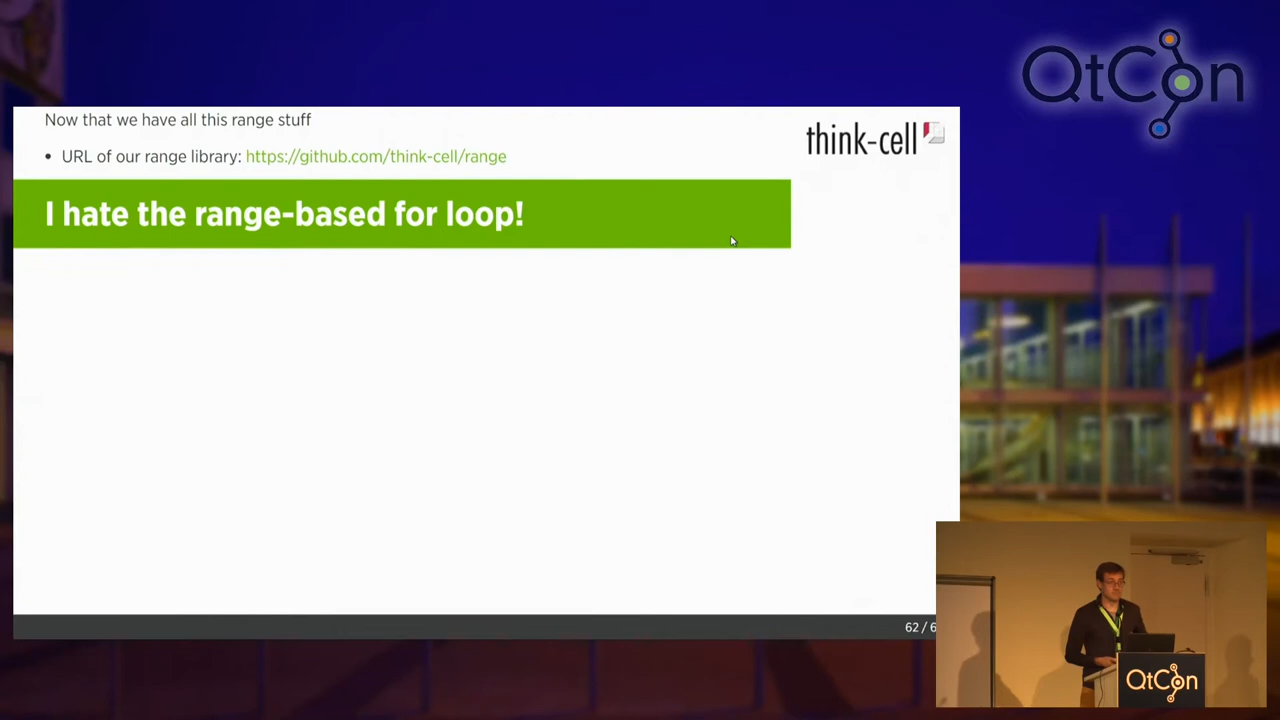 QtCon
Now that we have all this range stuff
think-cell
• URL of our range library: https://github.com/think-cell/range
I hate the range-based for loop!
62 / 6
QtCon